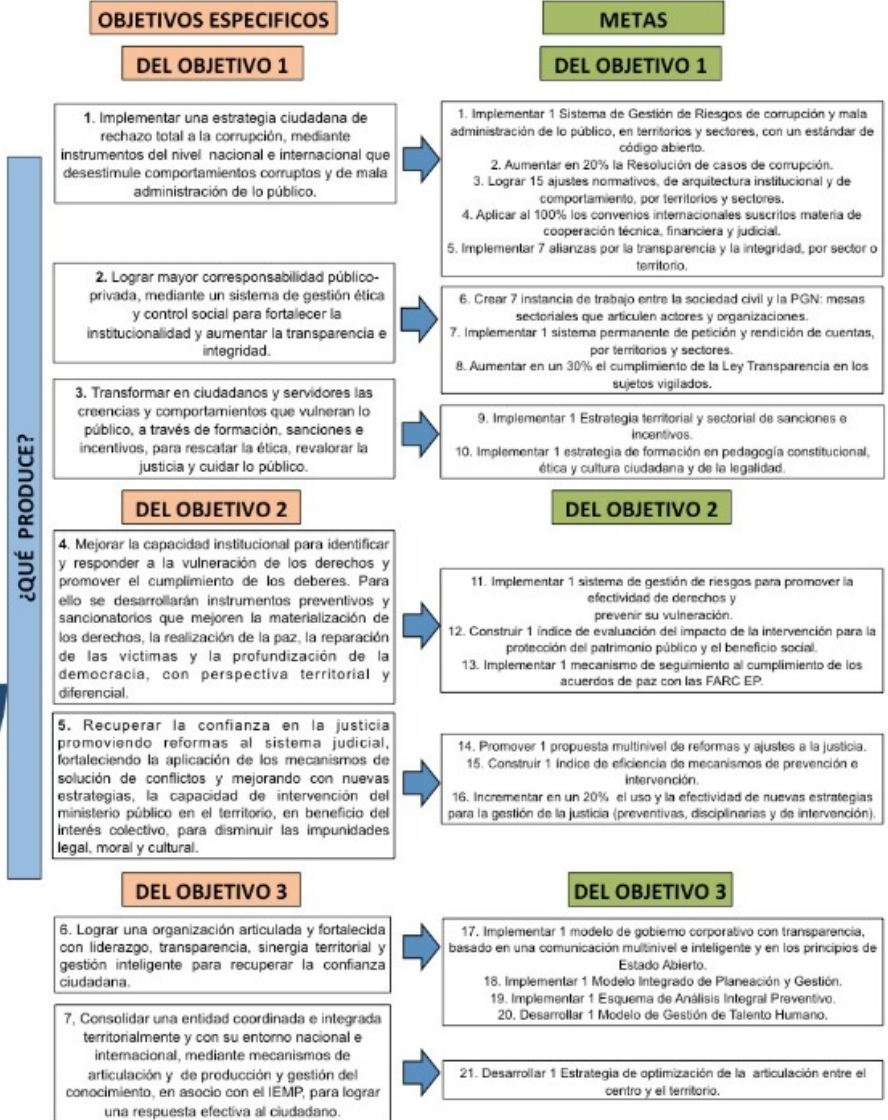 OBJETIVOS ESPECIFICOS
METAS
DEL OBJETIVO 1
DEL OBJETIVO 1
¿QUÉ PRODUCE?
1. Implementar una estrategia ciudadana de
rechazo total a la corrupción, mediante
instrumentos del nivel nacional e internacional que
desestimule comportamientos corruptos y de mala
administración de lo público.
1. Implementar 1 Sistema de Gestión de Riesgos de corrupción y mala
administración de lo público, en territorios y sectores, con un estándar de
código abierto.
2. Aumentar en 20% la Resolución de casos de corrupción.
3. Lograr 15 ajustes normativos, de arquitectura institucional y de
comportamiento, por territorios y sectores.
4. Aplicar al 100% los convenios internacionales suscritos materia de
cooperación técnica, financiera y judicial.
5. Implementar 7 alianzas por la transparencia y la integridad, por sector o
territorio.
2. Lograr mayor corresponsabilidad público-
privada, mediante un sistema de gestión ética
y control social para fortalecer la
institucionalidad y aumentar la transparencia e
integridad.
6. Crear 7 instancia de trabajo entre la sociedad civil y la PGN: mesas
sectoriales que articulen actores y organizaciones.
7. Implementar 1 sistema permanente de petición y rendición de cuentas,
por territorios y sectores.
8. Aumentar en un 30% el cumplimiento de la Ley Transparencia en los
sujetos vigilados.
3. Transformar en ciudadanos y servidores las
creencias y comportamientos que vulneran lo
público, a través de formación, sanciones e
incentivos, para rescatar la ética, revalorar la
justicia y cuidar lo público.
9. Implementar 1 Estrategia territorial y sectorial de sanciones e
incentivos.
10. Implementar 1 estrategia de formación en pedagogía constitucional,
ética y cultura ciudadana y de la legalidad.
DEL OBJETIVO 2
DEL OBJETIVO 2
4. Mejorar la capacidad institucional para identificar
y responder a la vulneración de los derechos y
promover el cumplimiento de los deberes. Para
ello se desarrollarán instrumentos preventivos y
sancionatorios que mejoren la materialización de
los derechos, la realización de la paz, la reparación
de las víctimas y la profundización de la
democracia, con perspectiva territorial y
diferencial.
11. Implementar 1 sistema de gestión de riesgos para promover la
efectividad de derechos y
prevenir su vulneración.
12. Construir 1 índice de evaluación del impacto de la intervención para la
protección del patrimonio público y el beneficio social.
13. Implementar 1 mecanismo de seguimiento al cumplimiento de los
acuerdos de paz con las FARC EP.
5. Recuperar la confianza en la justicia
promoviendo reformas al sistema judicial,
fortaleciendo la aplicación de los mecanismos de
solución de conflictos y mejorando con nuevas
estrategias, la capacidad de intervención del
ministerio público en el territorio, en beneficio del
interés colectivo, para disminuir las impunidades
legal, moral y cultural.
14. Promover 1 propuesta multinivel de reformas y ajustes a la justicia.
15. Construir 1 índice de eficiencia de mecanismos de prevención e
intervención.
16. Incrementar en un 20% el uso y la efectividad de nuevas estrategias
para la gestión de la justicia (preventivas, disciplinarias y de intervención).
DEL OBJETIVO 3
DEL OBJETIVO 3
6. Lograr una organización articulada y fortalecida
con liderazgo, transparencia, sinergia territorial y
gestión inteligente para recuperar la confianza
ciudadana.
17. Implementar 1 modelo de gobierno corporativo con transparencia,
basado en una comunicación multinivel e inteligente y en los principios de
Estado Abierto.
18. Implementar 1 Modelo Integrado de Planeación y Gestión.
19. Implementar 1 Esquema de Análisis Integral Preventivo.
20. Desarrollar 1 Modelo de Gestión de Talento Humano.
7, Consolidar una entidad coordinada e integrada
territorialmente y con su entorno nacional e
internacional, mediante mecanismos de
articulación y de producción y gestión del
conocimiento, en asocio con el IEMP, para lograr
una respuesta efectiva al ciudadano.
21. Desarrollar 1 Estrategia de optimización de la articulación entre el
centro y el territorio.